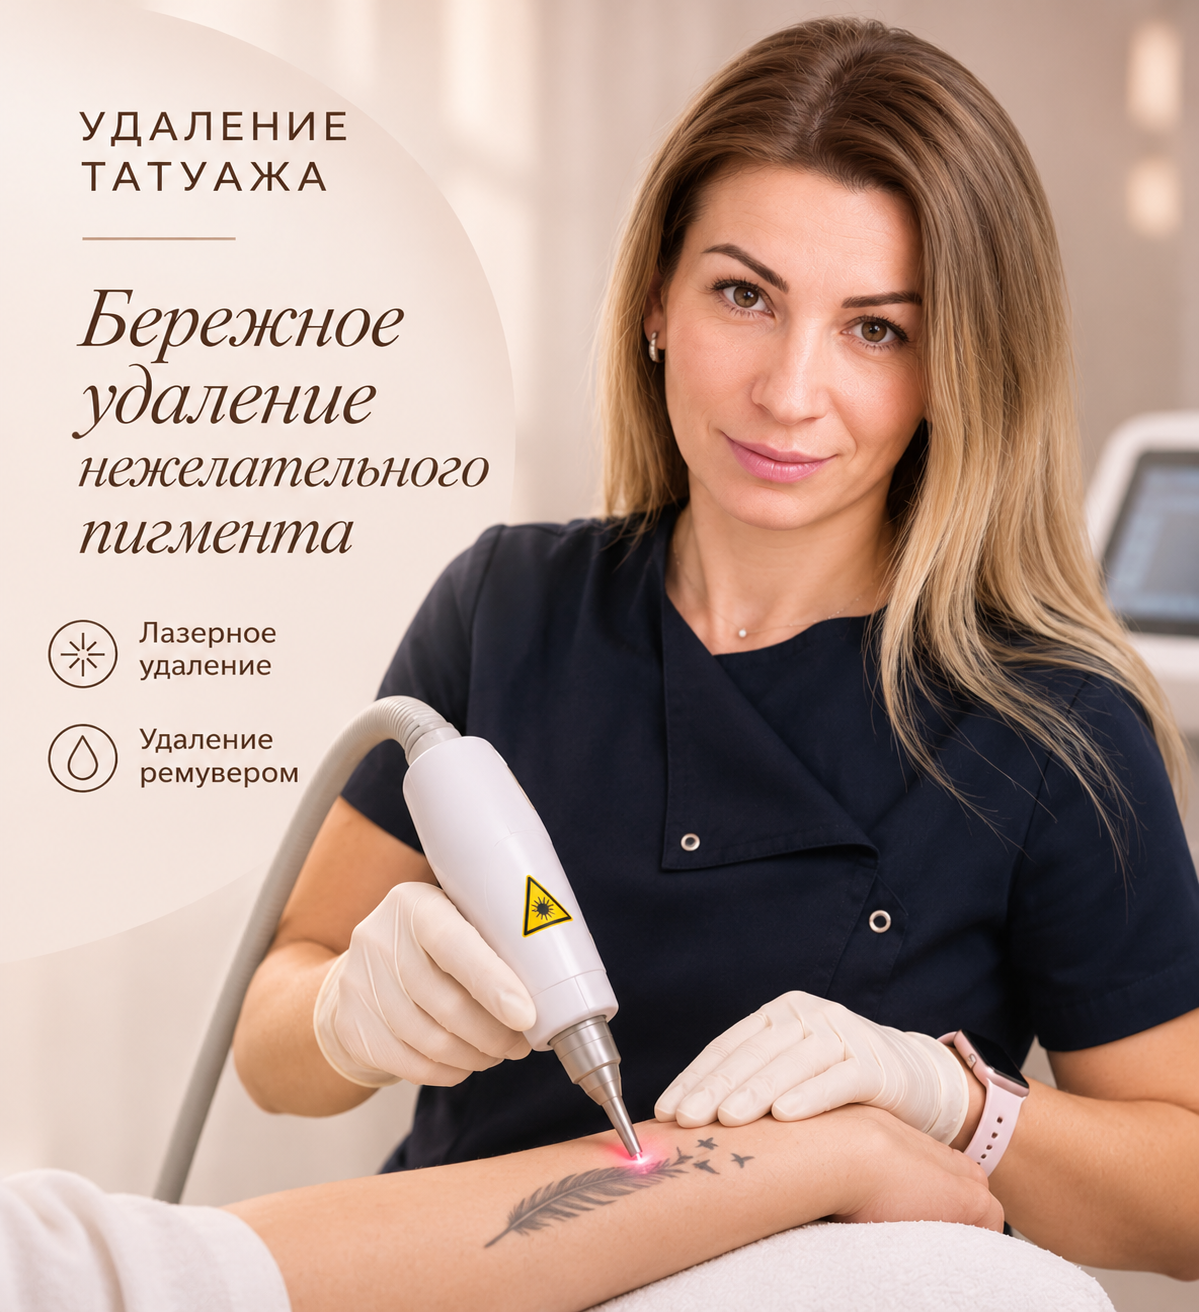 УДАЛЕНИЕ
ТАТУАЖА
Бережное
удаление
нежелательного
пигмента
Лазерное
удаление
Удаление
ремувером